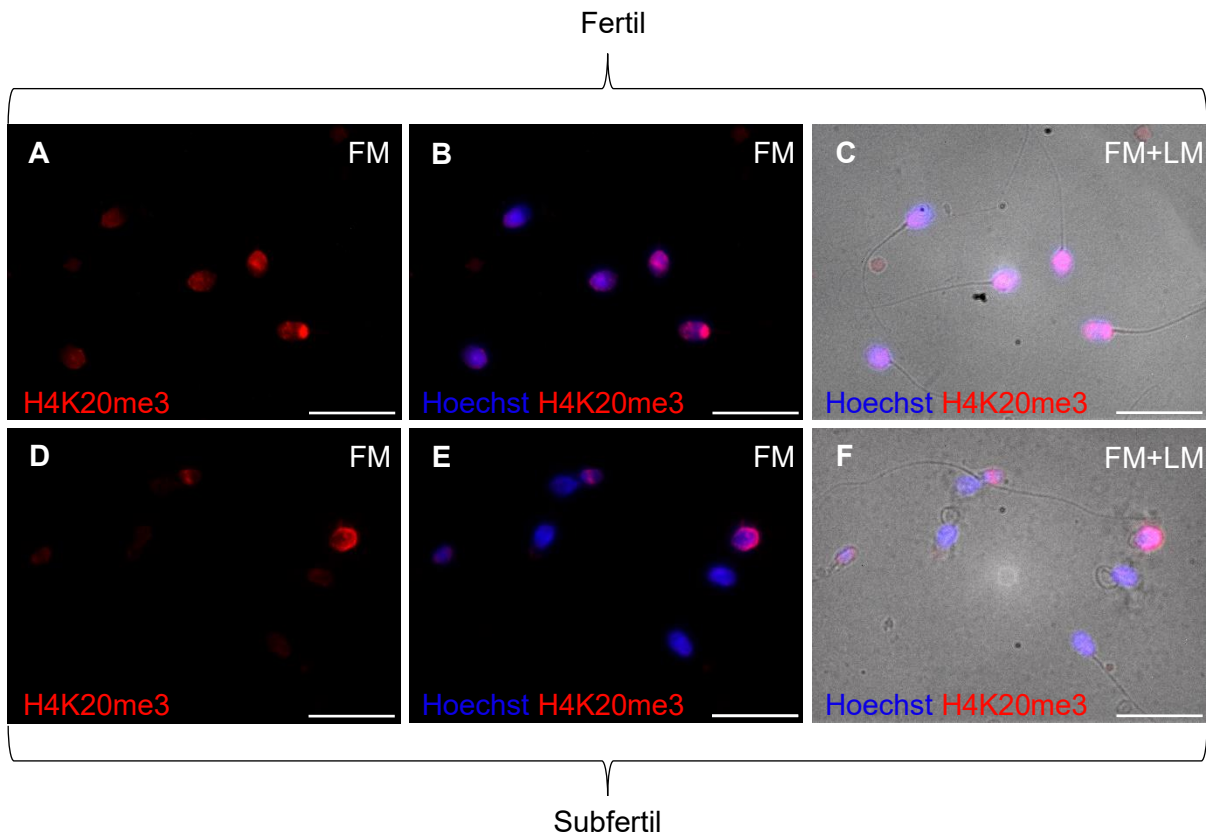 Fertil
A FM
H4K20me3
B FM
Hoechst H4K20me3
C FM+LM
Hoechst H4K20me3
D FM
H4K20me3
E FM
Hoechst H4K20me3
F FM+LM
Hoechst H4K20me3
Subfertil